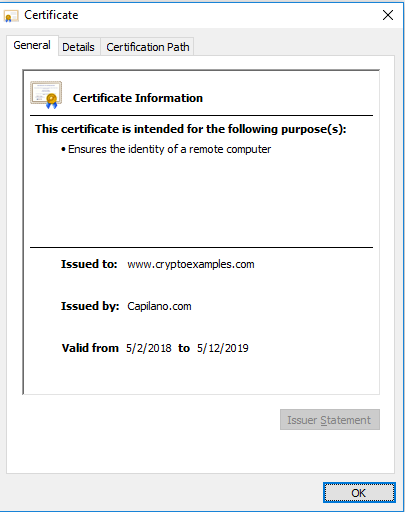 Certificate
General Details Certification Path
Certificate Information
This certificate is intended for the following purpose(s):
• Ensures the identity of a remote computer
Issued to: www.cryptoexamples.com
Issued by: Capilano.com
Valid from 5/2/2018 to 5/12/2019
Issuer Statement
OK